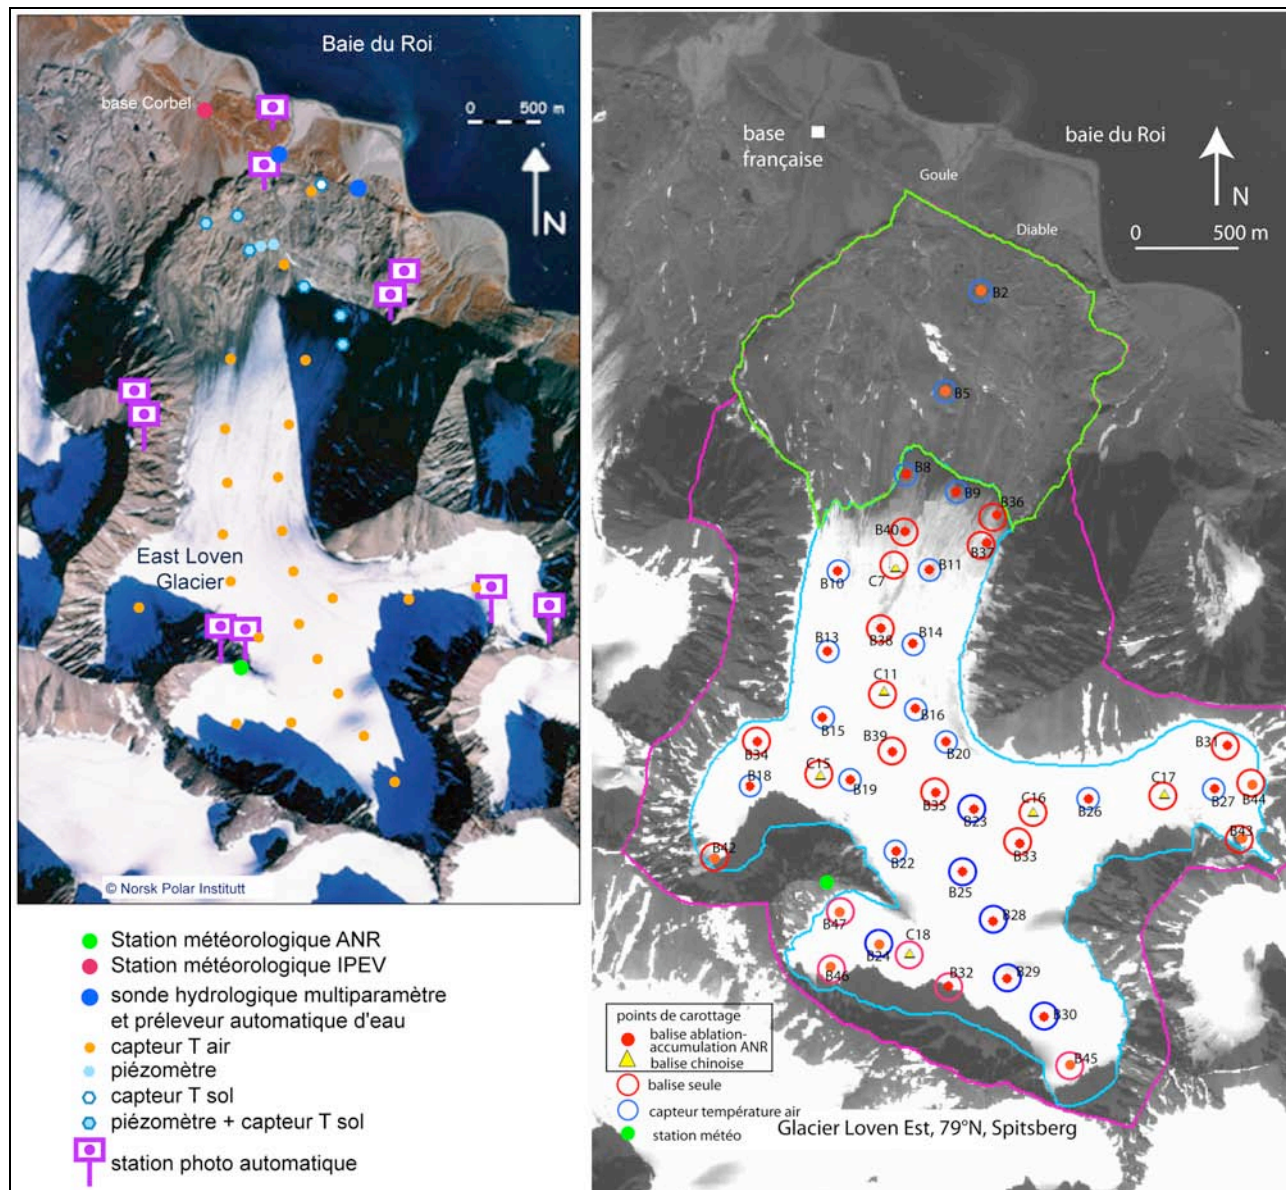 Baie du Roi
base Corbel
0 500 m
N
East Loven
Glacier
© Norsk Polar Institutt
Station météorologique ANR
Station météorologique IPEV
sonde hydrologique multiparamètre
et préleveur automatique d'eau
capteur T air
piézomètre
capteur T sol
piézomètre + capteur T sol
station photo automatique
base
française
baie du Roi
Goule
Diable
N
0 500 m
B2
B5
B8
B9
B36
B40
B37
B10
C7
B11
B38
B13
B14
C11
B15
B16
B39
B20
B34
B31
C15
B18
B19
B35
B23
C16
B26
C17
B27
B44
B33
B43
B42
B22
B25
B47
B28
B24
C18
B46
B32
B29
B30
B45
points de carottage
balise ablation-
accumulation ANR
balise chinoise
balise seule
capteur température air
station météo
Glacier Loven Est, 79°N, Spitsberg